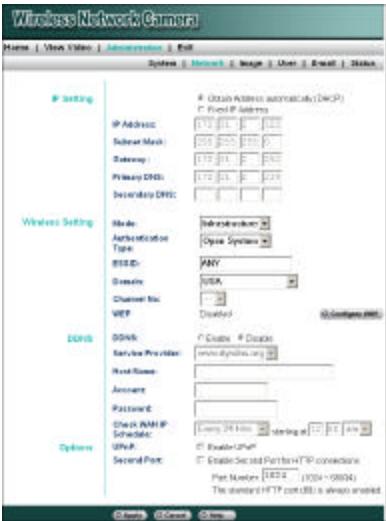 Wireless Network Camera
Home | View Video | Administration | Exit
System | Network | Image | User | E-mail | Status
IP Setting
Obtain Address automatically (DHCP)
Fixed IP Address
IP Address:
Subnet Mask:
Gateway:
Primary DNS:
Secondary DNS:
Wireless Setting
Mode: Infrastructure
Authentication Type: Open System
ESSID: ANY
Domain: USA
Channel No.:
WEP Disabled Configure WEP
DDNS
DDNS: Enable Disable
Service Provider: www.dyndns.org
Host Name:
Account:
Password:
Check WAN IP Schedule: Every 24 Hrs starting at
Options
UPnP: Enable UPnP
Second Port: Enable Second Port for HTTP connections
Port Number: 1024 (1024 ~ 65534)
The standard HTTP port (80) is always enabled
Apply Cancel Help